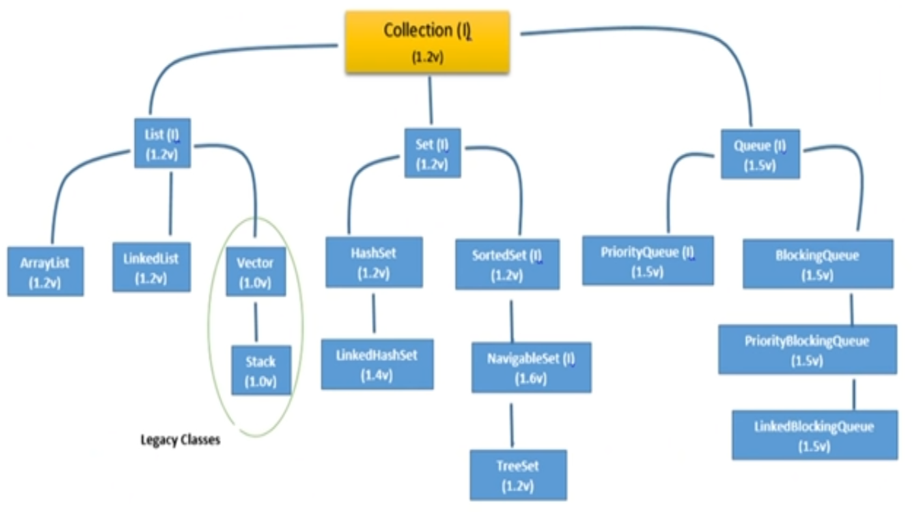 Collection (I)
(1.2v)
List (I)
(1.2v)
Set (I)
(1.2v)
Queue (I)
(1.5v)
ArrayList
(1.2v)
LinkedList
(1.2v)
Vector
(1.0v)
HashSet
(1.2v)
SortedSet (I)
(1.2v)
PriorityQueue (I)
(1.5v)
BlockingQueue
(1.5v)
Stack
(1.0v)
LinkedHashSet
(1.4v)
NavigableSet (I)
(1.6v)
PriorityBlockingQueue
(1.5v)
Legacy Classes
LinkedBlockingQueue
(1.5v)
TreeSet
(1.2v)